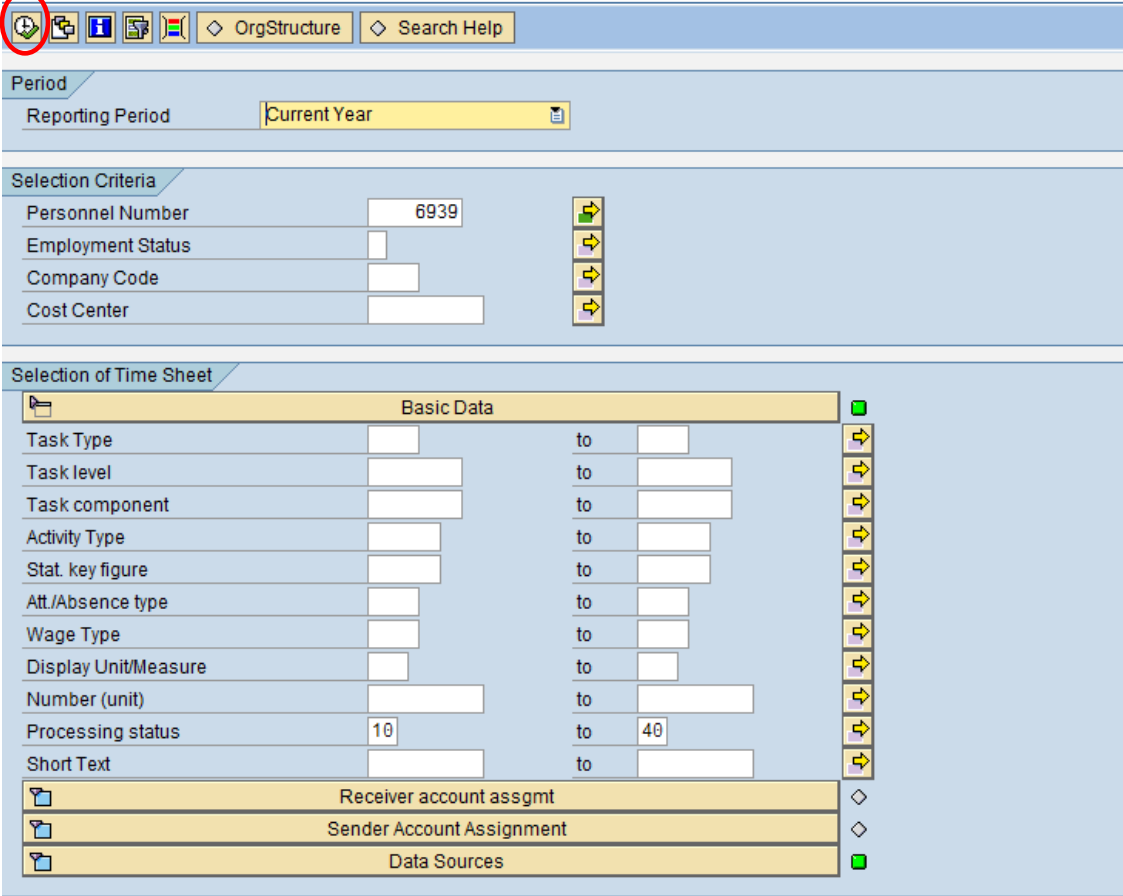 OrgStructure Search Help
Period
Reporting Period Current Year
Selection Criteria
Personnel Number 6939
Employment Status
Company Code
Cost Center
Selection of Time Sheet
Basic Data
Task Type to
Task level to
Task component to
Activity Type to
Stat. key figure to
Att./Absence type to
Wage Type to
Display Unit/Measure to
Number (unit) to
Processing status 10 to 40
Short Text to
Receiver account assgmt
Sender Account Assignment
Data Sources